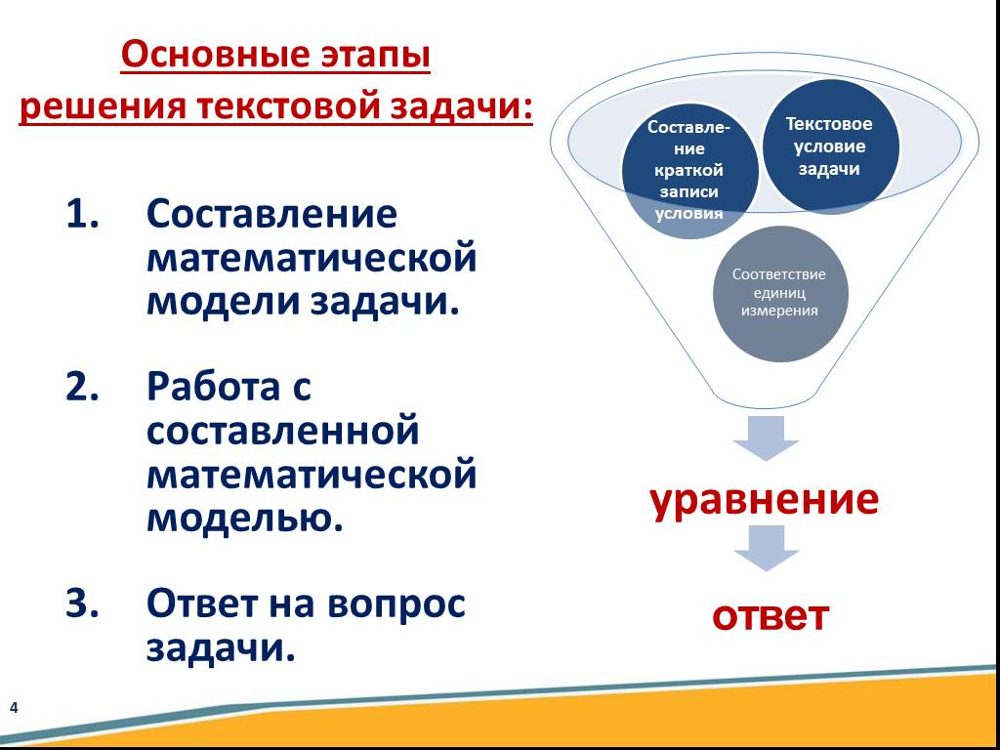 Основные этапы
решения текстовой задачи:
1. Составление
математической
модели задачи.
2. Работа с
составленной
математической
моделью.
3. Ответ на вопрос
задачи.
Составле-
ние
краткой
записи
условия
Текстовое
условие
задачи
Соответствие
единиц
измерения
уравнение
ответ
4